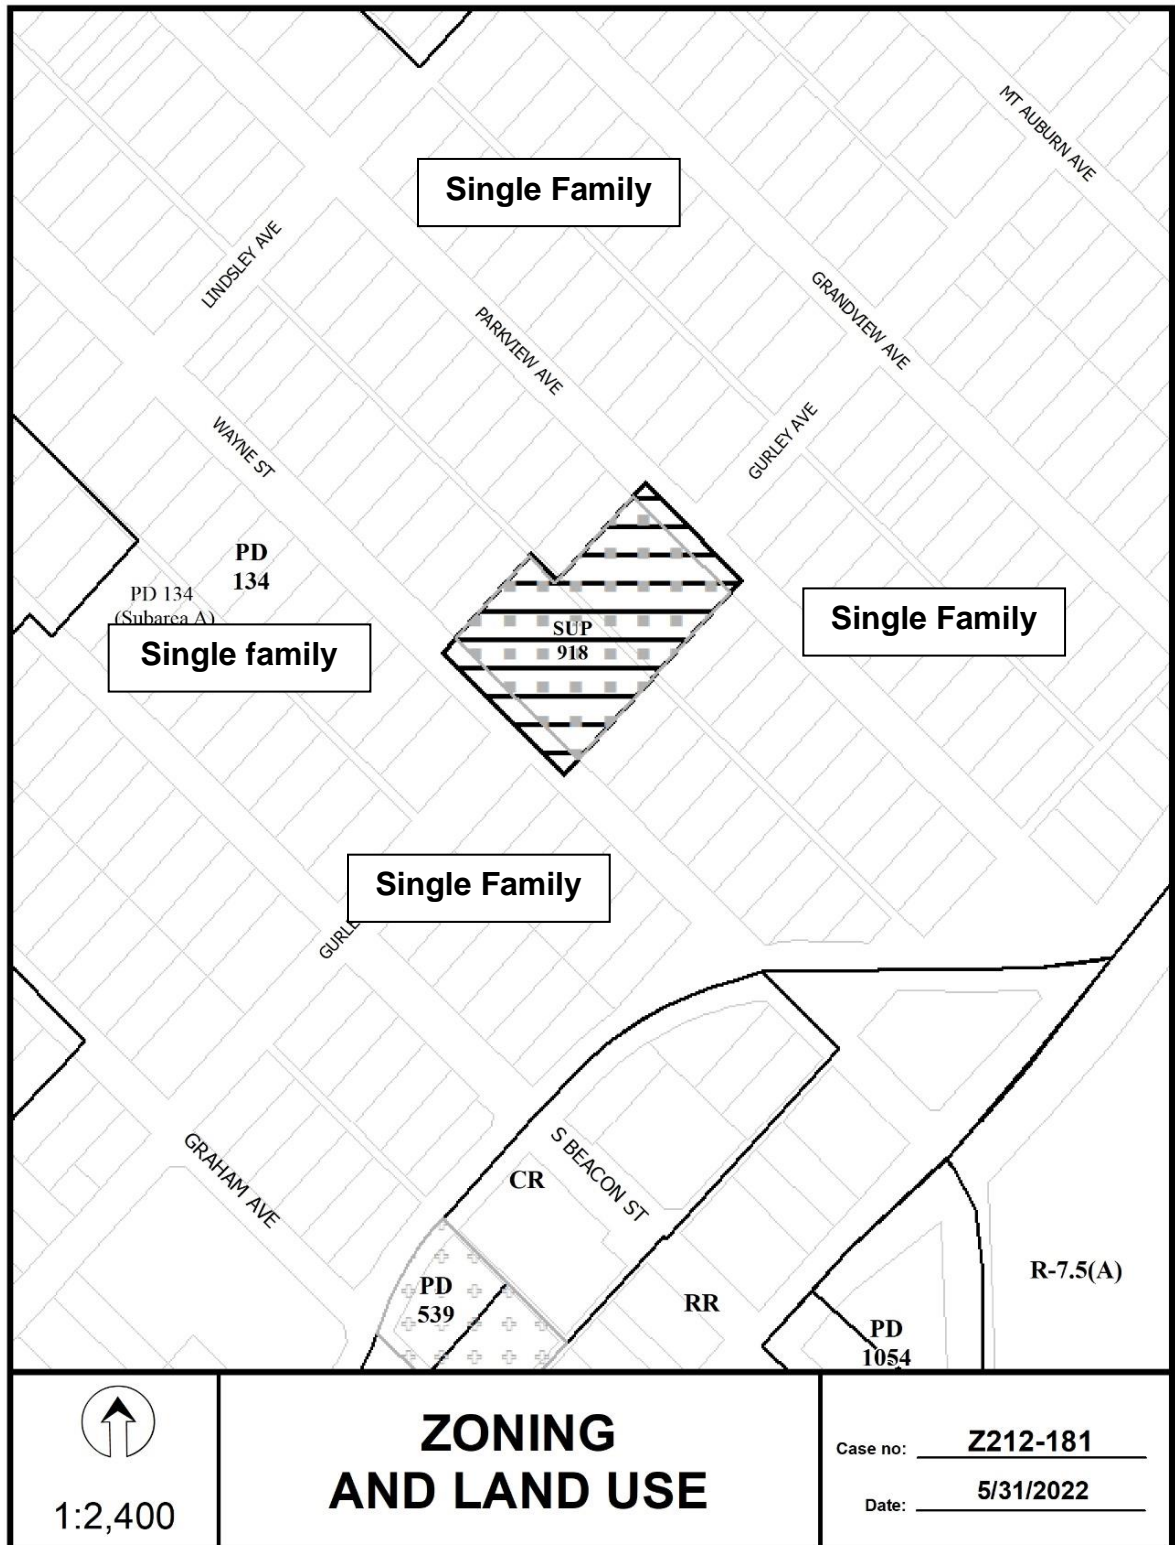 MT AUBURN AVE
Single Family
LINDSLEY AVE
GRANDVIEW AVE
PARKVIEW AVE
GURLEY AVE
WAYNE ST
PD
134
PD 134
(Subarea A)
Single family
SUP
918
Single Family
Single Family
GURLE
GRAHAM AVE
S BEACON ST
CR
PD
539
RR
R-7.5(A)
PD
1054
1:2,400
ZONING
AND LAND USE
Case no: Z212-181
Date: 5/31/2022